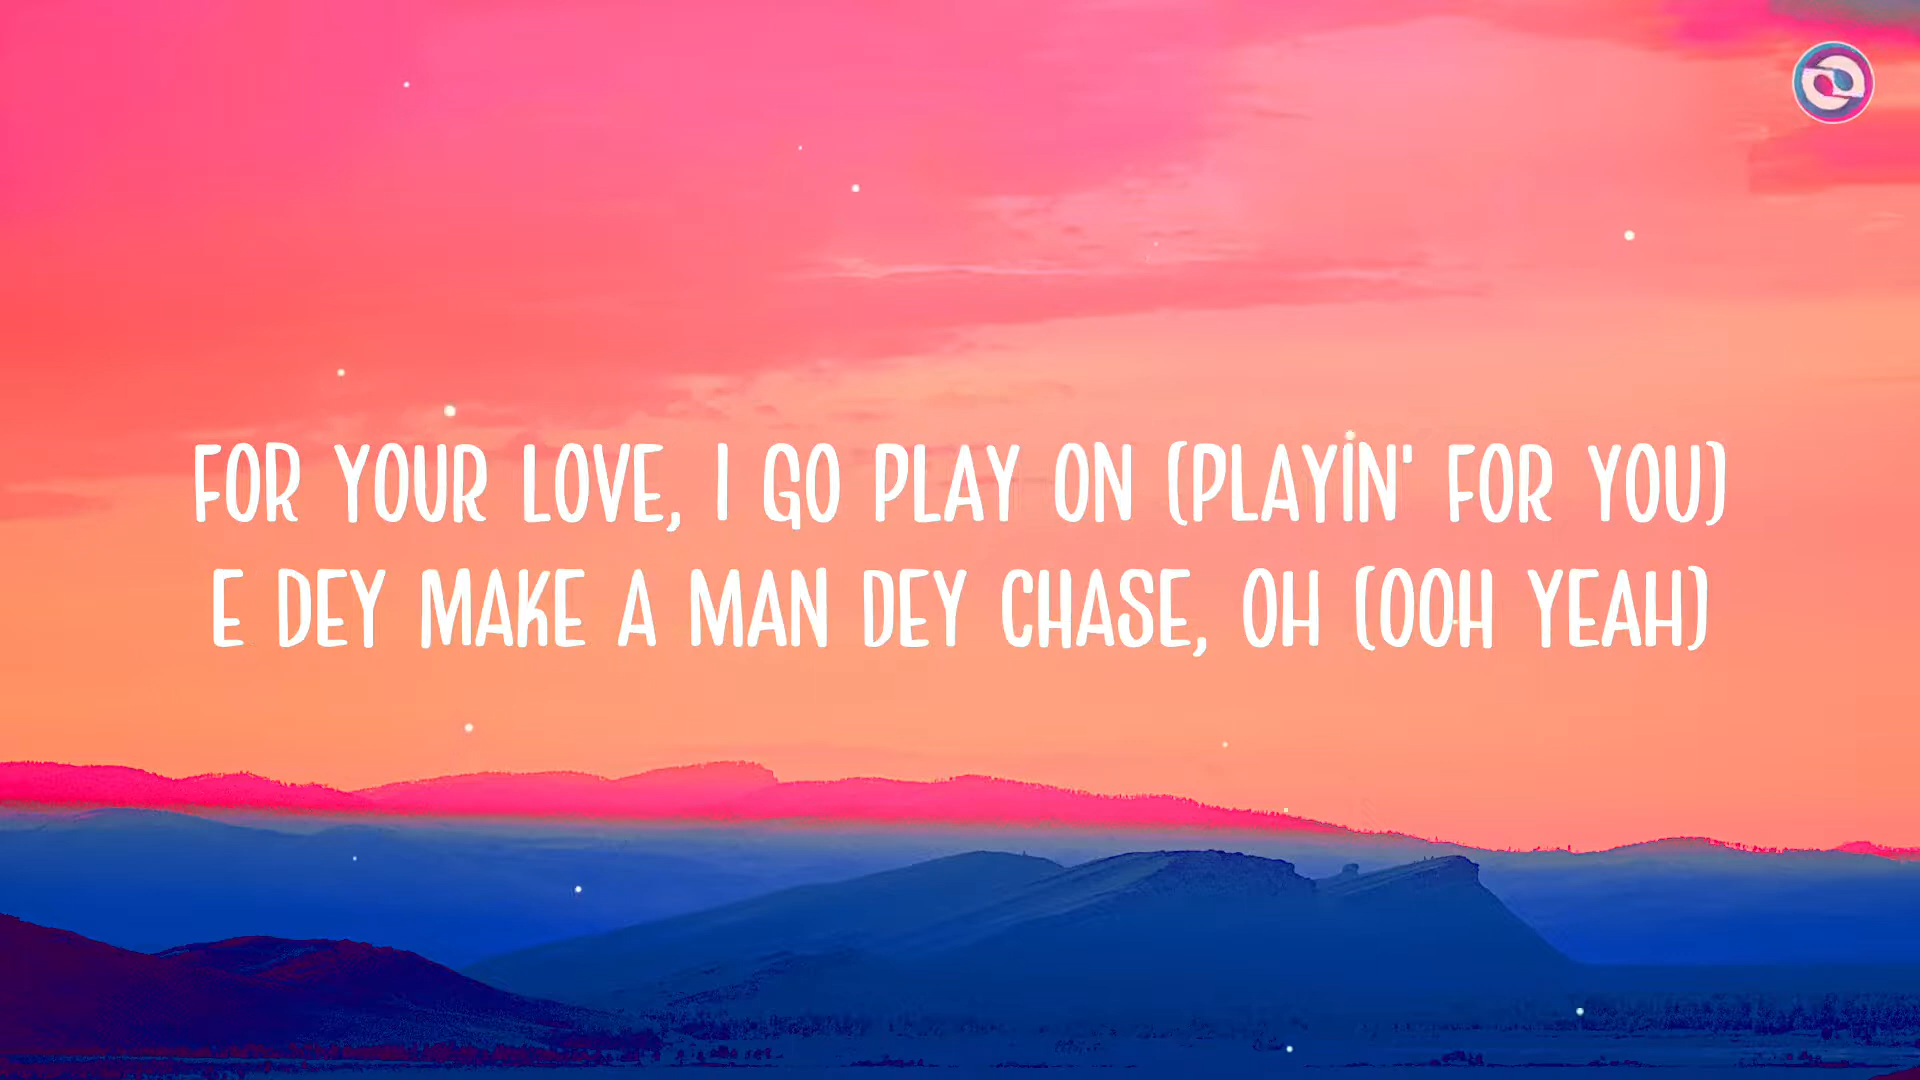 FOR YOUR LOVE, I GO PLAY ON (PLAYIN' FOR YOU)
E DEY MAKE A MAN DEY CHASE, OH (OOH YEAH)